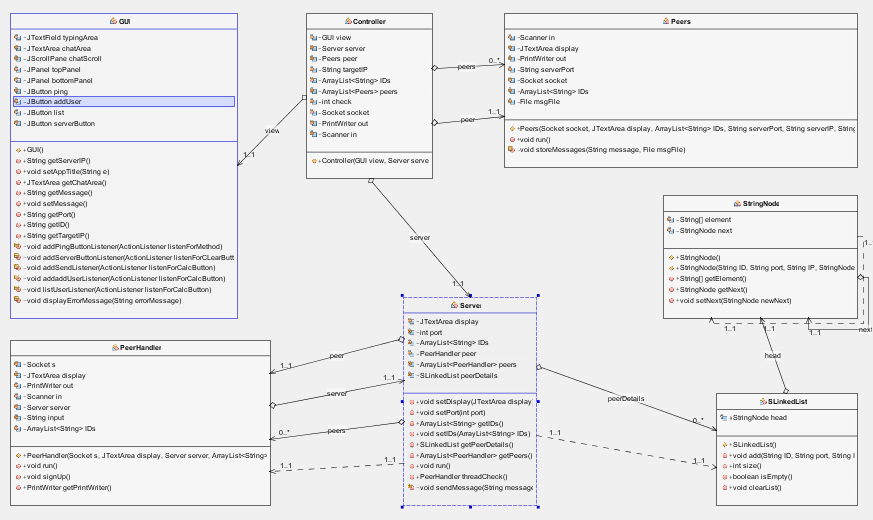 GUI
-JTextField typingArea
-JTextArea chatArea
-JScrollPane chatScroll
-JPanel topPanel
-JPanel bottomPanel
-JButton ping
-JButton addUser
-JButton list
-JButton serverButton
+GUI()
+String getServerIP()
+void setAppTitle(String e)
+JTextArea getChatArea()
+String getMessage()
+void setMessage()
+String getPort()
+String getID()
+String getTargetIP()
~void addPingButtonListener(ActionListener listenForMethod)
~void addServerButtonListener(ActionListener listenForCLearButt
~void addSendListener(ActionListener listenForCalcButton)
~void addaddUserListener(ActionListener listenForCalcButton)
~void listUserListener(ActionListener listenForCalcButton)
~void displayErrorMessage(String errorMessage)
Controller
-GUI view
-Server server
-Peers peer
-String targetIP
-ArrayList<String> IDs
-ArrayList<Peers> peers
-int check
-Socket socket
-PrintWriter out
-Scanner in
+Controller(GUI view, Server serve
Peers
-Scanner in
-JTextArea display
-PrintWriter out
-String serverPort
-Socket socket
-ArrayList<String> IDs
-File msgFile
+Peers(Socket socket, JTextArea display, ArrayList<String> IDs, String serverPort, String serverIP, String
+void run()
~void storeMessages(String message, File msgFile)
peers
0..*
peer
1..1
view
1..1
server
1..1
StringNode
-String[] element
-StringNode next
+StringNode()
+StringNode(String ID, String port, String IP, StringNode
+String[] getElement()
+StringNode getNext()
+void setNext(StringNode newNext)
1..
next
1..1
1..1
1..1
head
PeerHandler
-Socket s
-JTextArea display
-PrintWriter out
-Scanner in
-Server server
-String input
-ArrayList<String> IDs
+PeerHandler(Socket s, JTextArea display, Server server, ArrayList<String>
+void run()
+void signUp()
+PrintWriter getPrintWriter()
peer
1..1
server
1..1
peers
0..*
1..1
Server
-JTextArea display
-int port
-ArrayList<String> IDs
-PeerHandler peer
-ArrayList<PeerHandler> peers
-SLinkedList peerDetails
+void setDisplay(JTextArea display
+void setPort(int port)
+ArrayList<String> getIDs()
+void setIDs(ArrayList<String> IDs)
+SLinkedList getPeerDetails()
+ArrayList<PeerHandler> getPeers()
+void run()
+PeerHandler threadCheck()
~void sendMessage(String message
peerDetails
0..*
1..1
1..1
SLinkedList
StringNode head
+SLinkedList()
+void add(String ID, String port, String I
+int size()
+boolean isEmpty()
+void clearList()